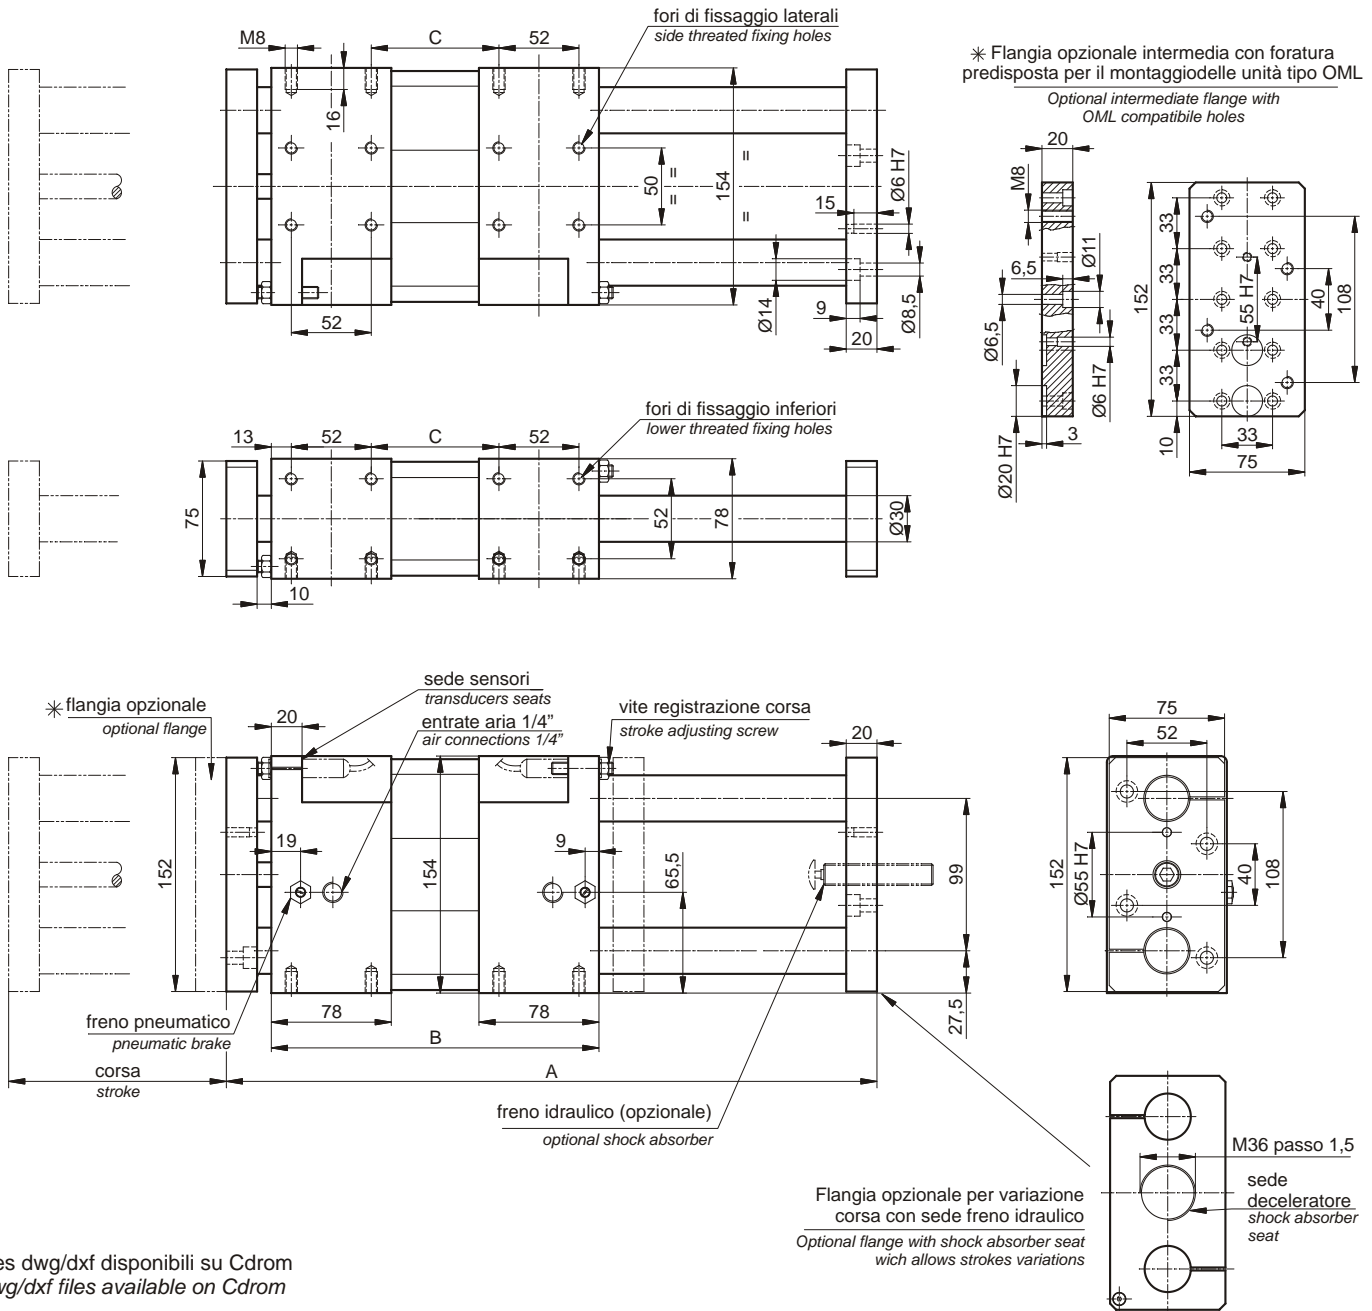 fori di fissaggio laterali
side threated fixing holes
M8
C
52
16
50
=
=
154
=
=
15
Ø6 H7
Ø14
9
Ø8,5
20
52
✳ Flangia opzionale intermedia con foratura
predisposta per il montaggiodelle unità tipo OML
Optional intermediate flange with
OML compatibile holes
20
M8
6,5
Ø11
Ø6,5
Ø6 H7
Ø20 H7
3
152
33
33
33
33
10
55 H7
40
108
33
75
fori di fissaggio inferiori
lower threated fixing holes
13
52
C
52
75
52
78
Ø30
10
sede sensori
transducers seats
✳ flangia opzionale
optional flange
20
entrate aria 1/4”
air connections 1/4”
vite registrazione corsa
stroke adjusting screw
20
19
9
152
154
65,5
99
27,5
78
78
freno pneumatico
pneumatic brake
B
corsa
stroke
A
freno idraulico (opzionale)
optional shock absorber
75
52
152
Ø55 H7
40
108
M36 passo 1,5
sede
deceleratore
shock absorber
seat
Flangia opzionale per variazione
corsa con sede freno idraulico
Optional flange with shock absorber seat
wich allows strokes variations
es dwg/dxf disponibili su Cdrom
wg/dxf files available on Cdrom